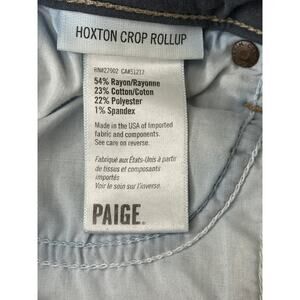 HOXTON CROP ROLLUP
RN#27002 CA#51217
54% Rayon/Rayonne
23% Cotton/Coton
22% Polyester
1% Spandex
Made in the USA of Imported
fabric and components.
See care on reverse.
Fabriqué aux États-Unis à partir
de tissus et composants
importés
Voir le soin sur l'inverse.
PAIGE.